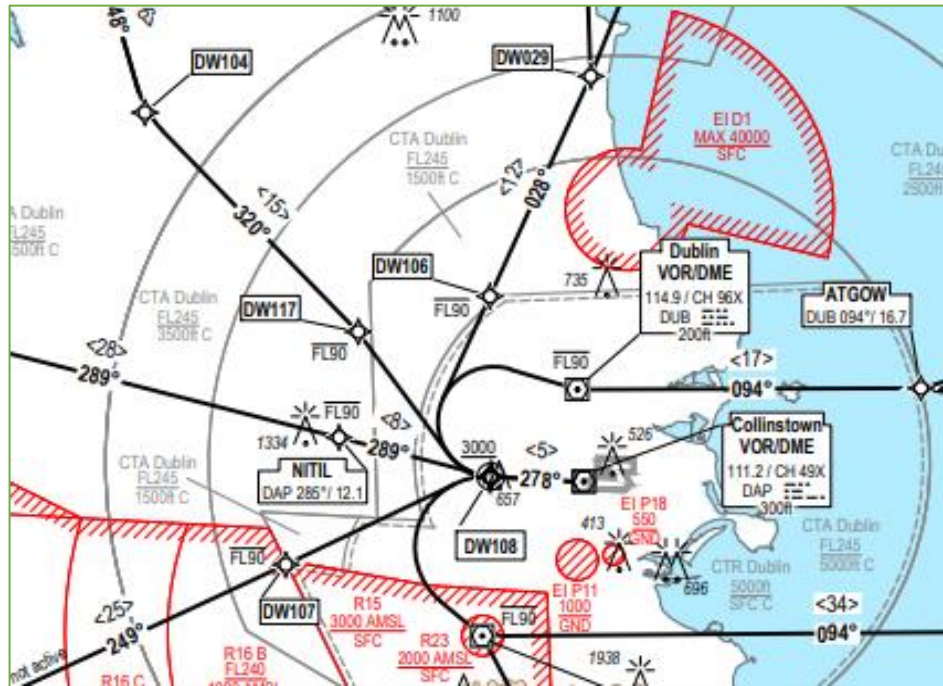 48°
1100
DW104
DW029
EI D1
MAX 40000
SFC
CTA Dublin
FL245
1500ft C
<12>
028°
<15>
320°
CTA Dublin
FL245
2500ft C
CTA Dublin
FL245
500ft C
Dublin
VOR/DME
114.9 / CH 96X
DUB
200ft
DW106
735
FL90
ATGOW
DUB 094°/ 16.7
CTA Dublin
FL245
3500ft C
DW117
FL90
<28>
289°
FL90
<17>
094°
FL90
<8>
289°
1334
NITIL
DAP 285°/ 12.1
3000
<5>
278°
657
526
Collinstown
VOR/DME
111.2 / CH 49X
DAP
300ft
CTA Dublin
FL245
1500ft C
DW108
EI P18
550
GND
413
696
CTA Dublin
FL245
5000ft C
CTR Dublin
5000ft
SFC C
FL90
DW107
EI P11
1000
GND
<25>
249°
not active
R15
3000 AMSL
SFC
R23
2000 AMSL
SFC
FL90
<34>
094°
R16 B
FL240
R16 C
1938